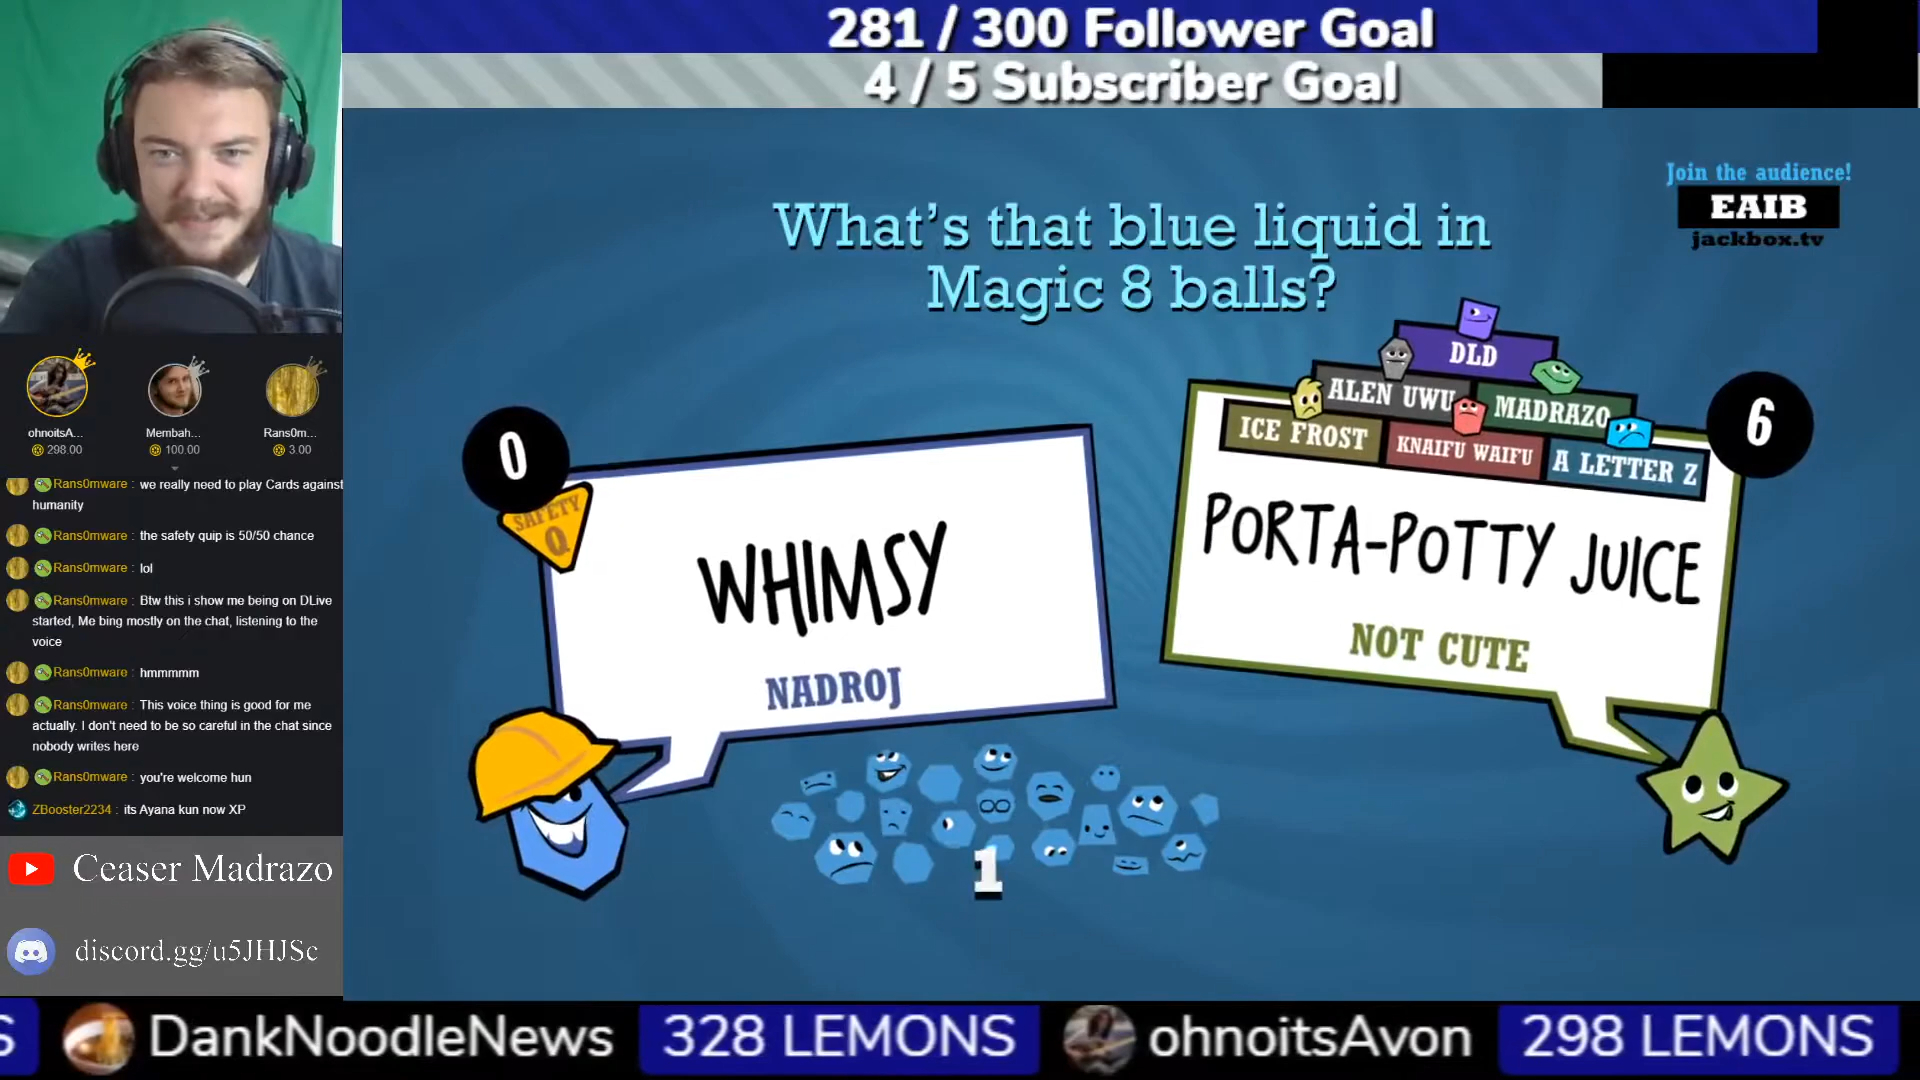 281 / 300 Follower Goal
4 / 5 Subscriber Goal
Join the audience!
EAIB
jackbox.tv
What's that blue liquid in
Magic 8 balls?
DLD
ALEN UWU
MADRAZO
ICE FROST
KNAIFU WAIFU
A LETTER Z
0
6
SAFETY
Q
WHIMSY
NADROJ
PORTA-POTTY JUICE
NOT CUTE
1
ohnoitsA...
Membah...
Rans0m...
298.00
100.00
3.00
Rans0mware : we really need to play Cards against
humanity
Rans0mware : the safety quip is 50/50 chance
Rans0mware : lol
Rans0mware : Btw this i show me being on DLive
started, Me bing mostly on the chat, listening to the
voice
Rans0mware : hmmmmm
Rans0mware : This voice thing is good for me
actually. I don't need to be so careful in the chat since
nobody writes here
Rans0mware : you're welcome hun
ZBooster2234 : its Ayana kun now XP
Ceaser Madrazo
discord.gg/u5JHJSc
S
DankNoodleNews
328 LEMONS
ohnoitsAvon
298 LEMONS